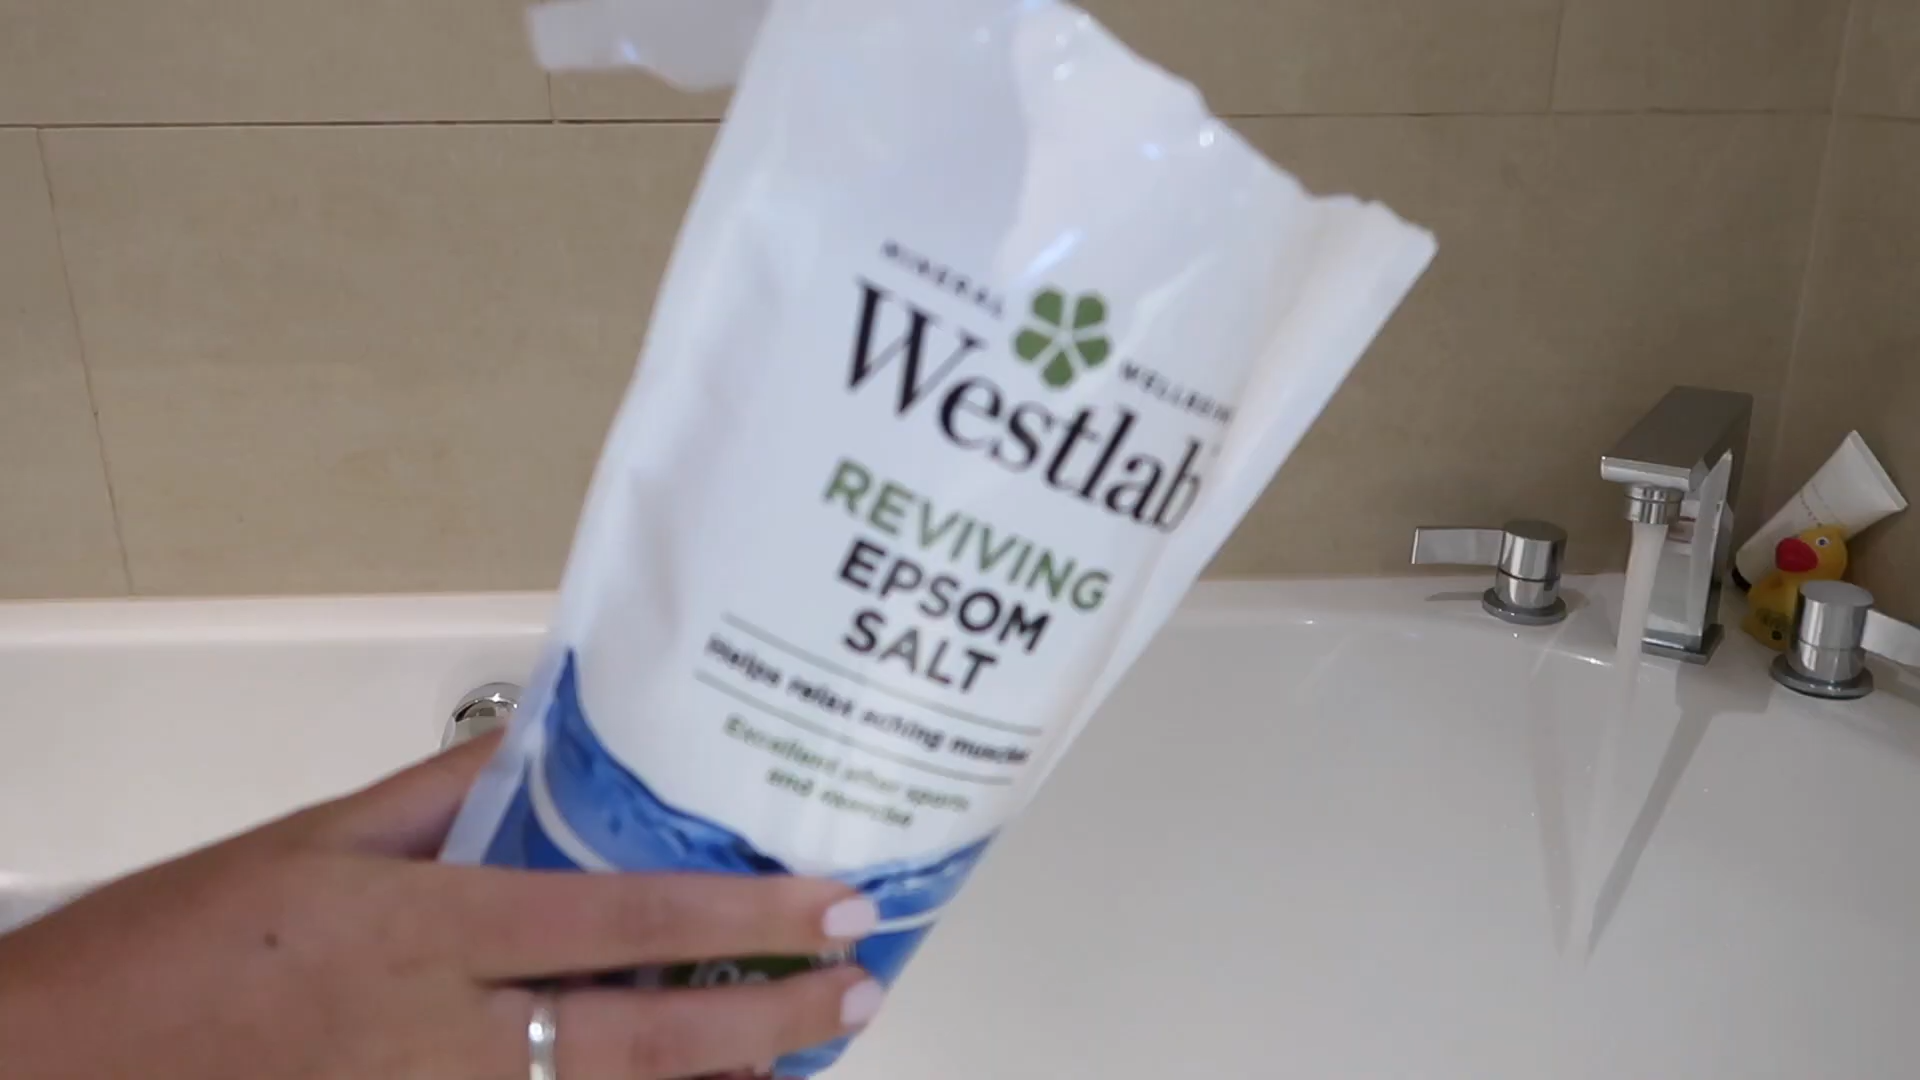 MINERAL WELLBEING
Westlab
REVIVING
EPSOM
SALT
Helps relax aching muscles
Excellent after sports
and exercise